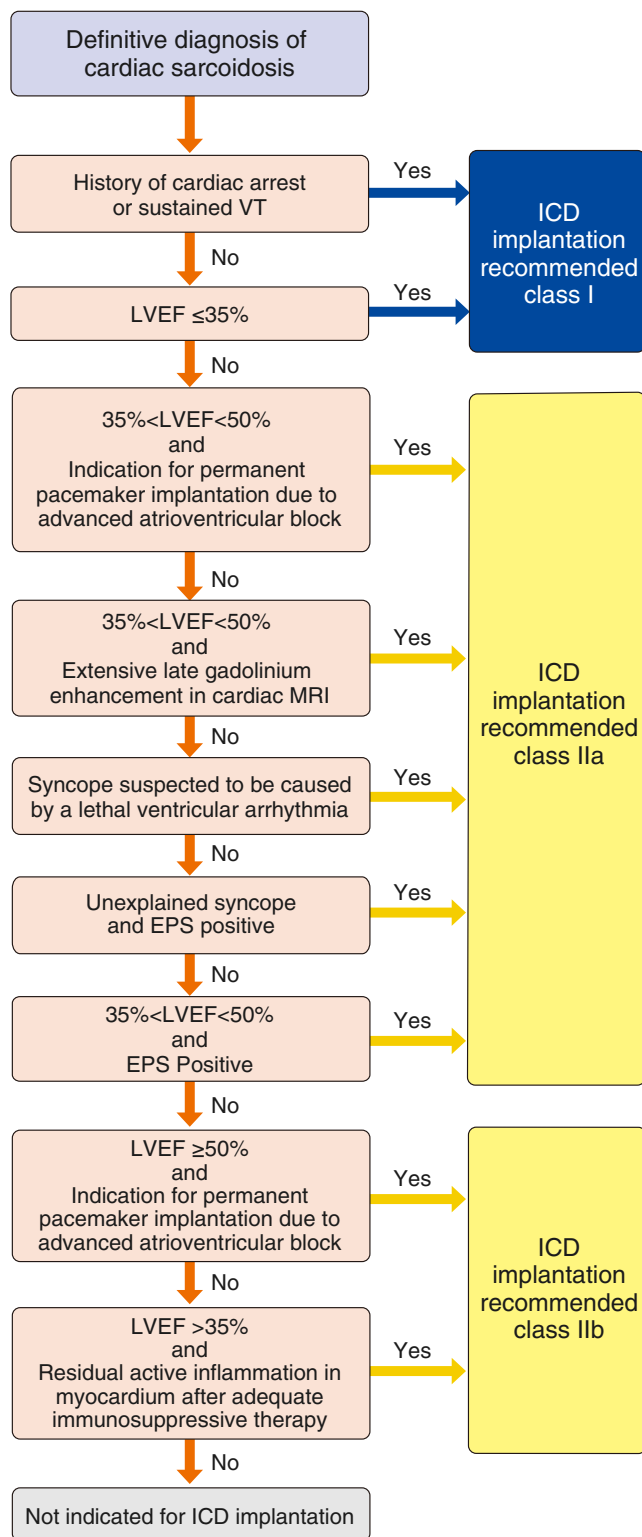 Definitive diagnosis of
cardiac sarcoidosis
History of cardiac arrest
or sustained VT
Yes
ICD
implantation
recommended
class I
No
LVEF ≤35%
Yes
No
35%<LVEF<50%
and
Indication for permanent
pacemaker implantation due to
advanced atrioventricular block
Yes
No
35%<LVEF<50%
and
Extensive late gadolinium
enhancement in cardiac MRI
Yes
ICD
implantation
recommended
class IIa
No
Syncope suspected to be caused
by a lethal ventricular arrhythmia
Yes
No
Unexplained syncope
and EPS positive
Yes
No
35%<LVEF<50%
and
EPS Positive
Yes
No
LVEF ≥50%
and
Indication for permanent
pacemaker implantation due to
advanced atrioventricular block
Yes
ICD
implantation
recommended
class IIb
No
LVEF >35%
and
Residual active inflammation in
myocardium after adequate
immunosuppressive therapy
Yes
No
Not indicated for ICD implantation